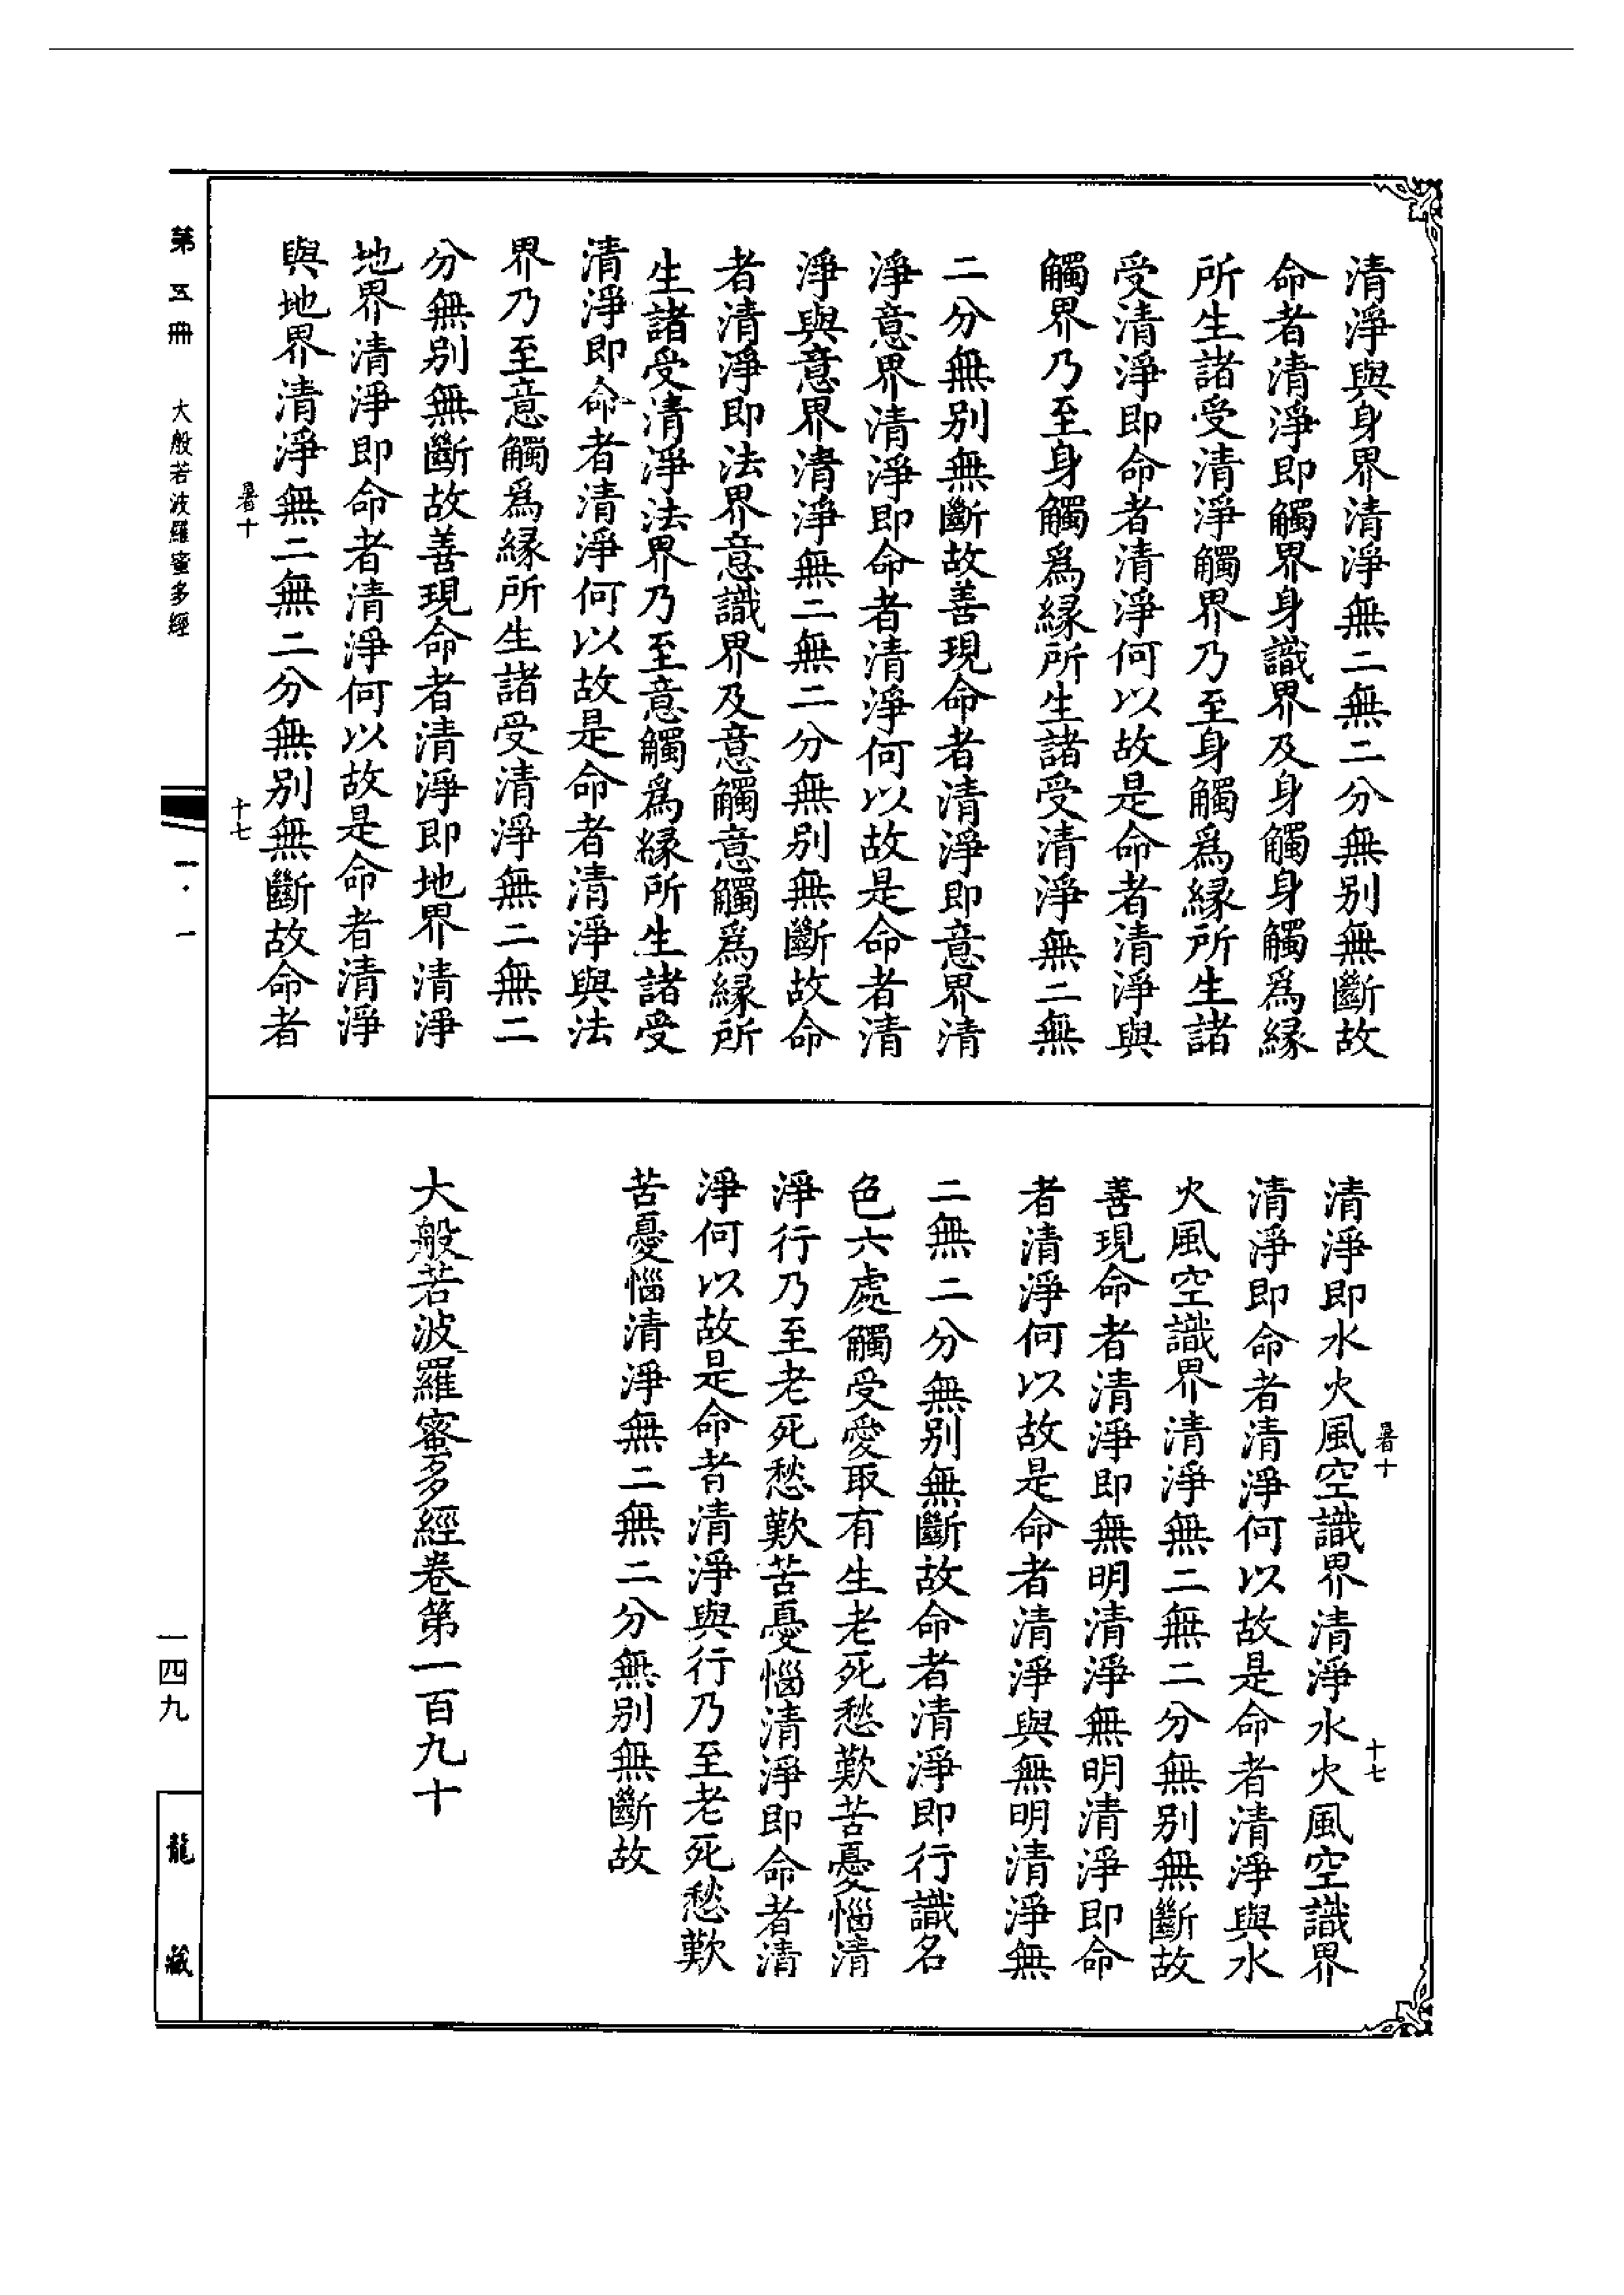 清淨與身界清淨無二無二分無别無斷故
命者清淨即觸界身識界及身觸身觸爲緣
所生諸受清淨觸界乃至身觸爲緣所生諸
受清淨即命者清淨何以故是命者清淨與
觸界乃至身觸爲緣所生諸受清淨無二無
二分無别無斷故善現命者清淨即意界清
淨意界清淨即命者清淨何以故是命者清
淨與意界清淨無二無二分無别無斷故命
者清淨即法界意識界及意觸意觸爲緣所
生諸受清淨法界乃至意觸爲緣所生諸受
清淨即命者清淨何以故是命者清淨與法
界乃至意觸爲緣所生諸受清淨無二無二
分無别無斷故善現命者清淨即地界清淨
地界清淨即命者清淨何以故是命者清淨
與地界清淨無二無二分無别無斷故命者
暑十 十七
清淨即水火風空識界清淨水火風空識界
清淨即命者清淨何以故是命者清淨與水
火風空識界清淨無二無二分無别無斷故
善現命者清淨即無明清淨無明清淨即命
者清淨何以故是命者清淨與無明清淨無
二無二分無别無斷故命者清淨即行識名
色六處觸受愛取有生老死愁歎苦憂惱清
淨行乃至老死愁歎苦憂惱清淨即命者清
淨何以故是命者清淨與行乃至老死愁歎
苦憂惱清淨無二無二分無别無斷故
大般若波羅蜜多經卷第一百九十
暑十 十七
第五冊 大般若波羅蜜多經
一·一
一四九
龍藏